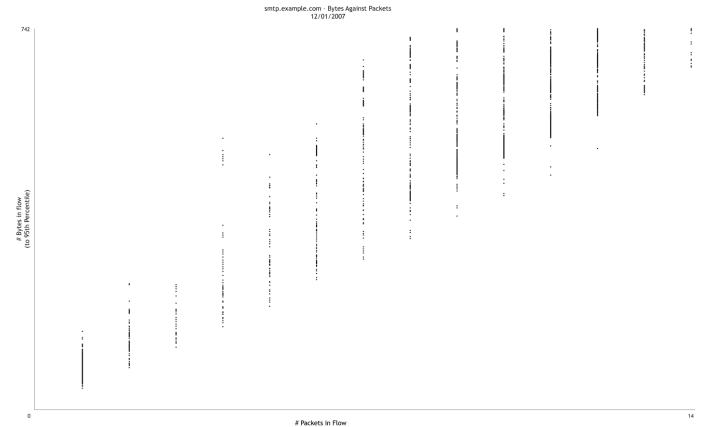 smtp.example.com - Bytes Against Packets
12/01/2007
742
# Bytes in flow
(to 95th Percentile)
0
14
# Packets in Flow